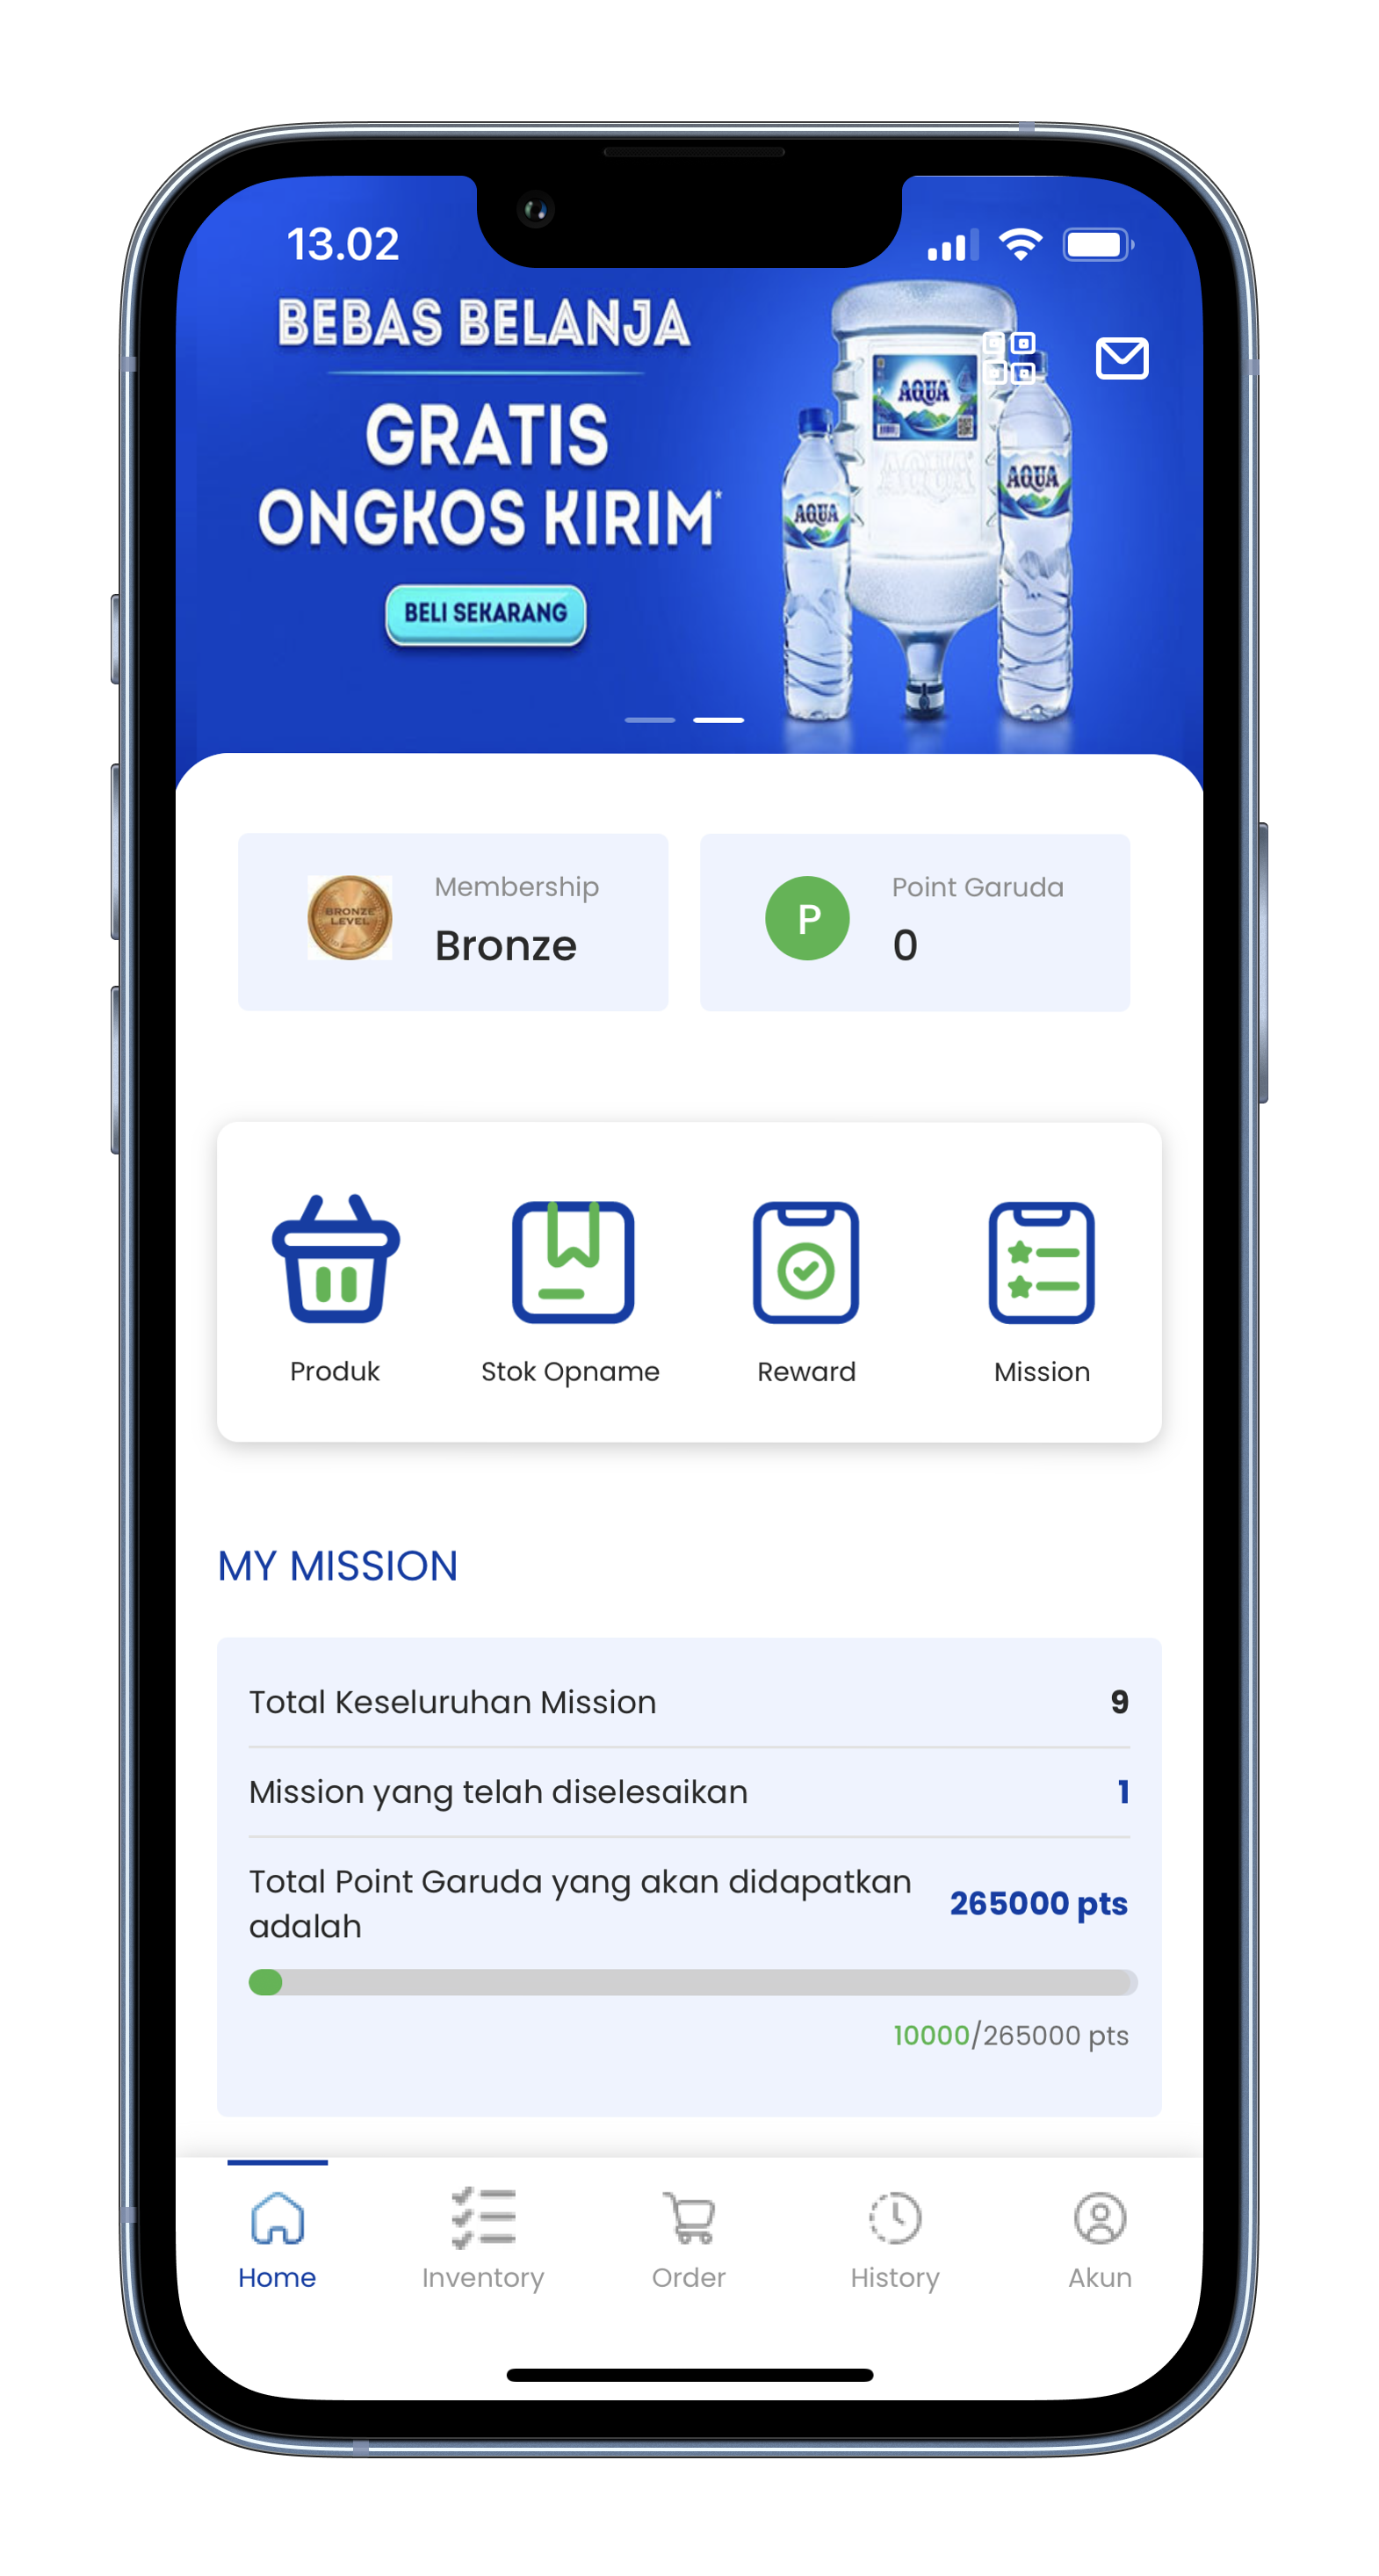 13.02
BEBAS BELANJA
GRATIS
ONGKOS KIRIM*
BELI SEKARANG
AQUA
AQUA
AQUA
AQUA
BRONZE
LEVEL
Membership
Bronze
P
Point Garuda
0
Produk
Stok Opname
Reward
Mission
MY MISSION
Total Keseluruhan Mission 9
Mission yang telah diselesaikan 1
Total Point Garuda yang akan didapatkan
adalah
265000 pts
10000/265000 pts
Home
Inventory
Order
History
Akun